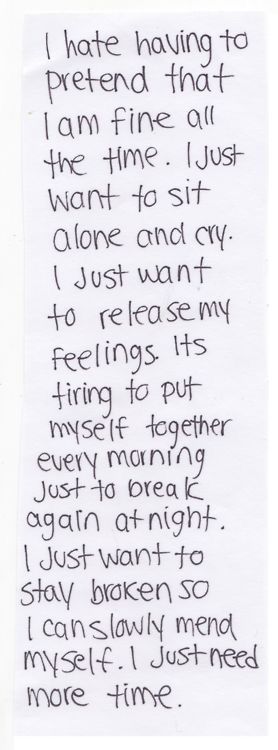 I hate having to
pretend that
I am fine all
the time. I Just
want to sit
alone and cry.
I Just want
to release my
feelings. Its
tiring to put
myself together
every morning
Just to break
again at night.
I Just want to
stay broken so
I can slowly mend
myself. I Just need
more time.